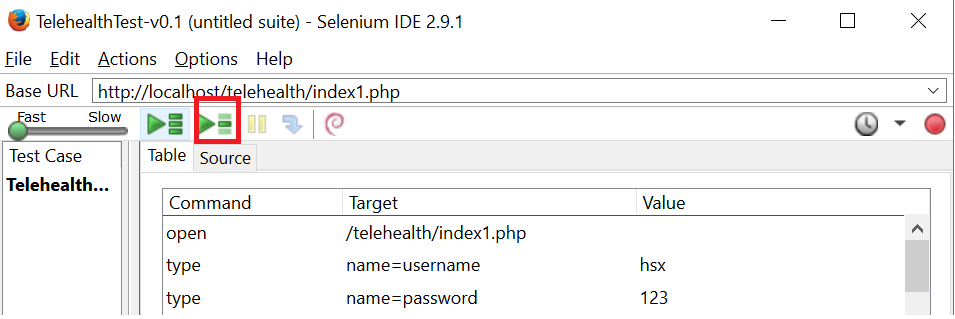 TelehealthTest-v0.1 (untitled suite) - Selenium IDE 2.9.1
File Edit Actions Options Help
Base URL http://localhost/telehealth/index1.php
Fast Slow
Test Case Table Source
Telehealth...
Command Target Value
open /telehealth/index1.php
type name=username hsx
type name=password 123